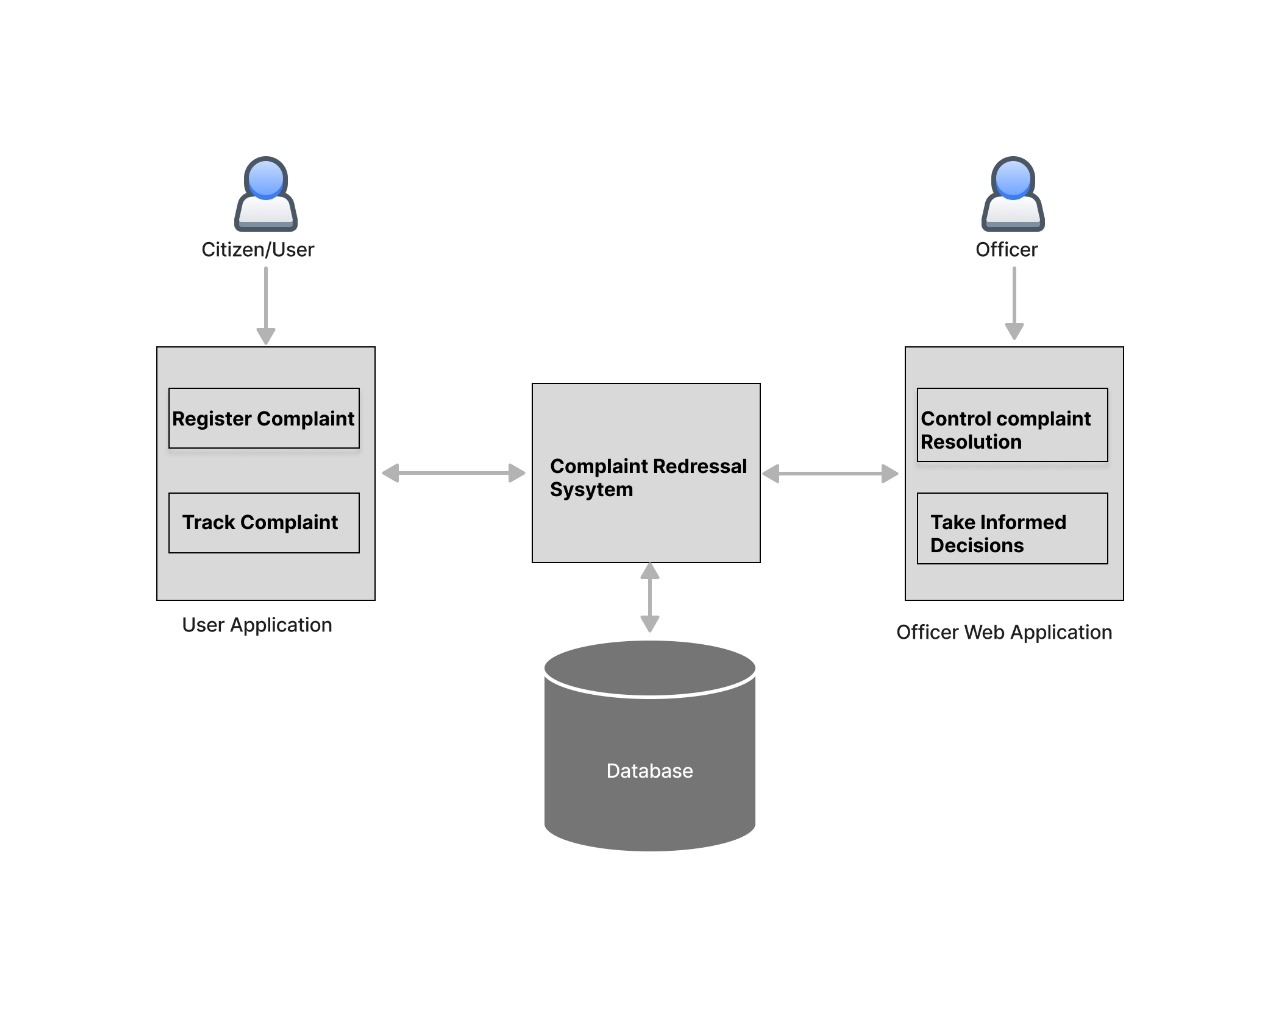 Citizen/User
Officer
Register Complaint
Track Complaint
User Application
Complaint Redressal
Sysytem
Control complaint
Resolution
Take Informed
Decisions
Officer Web Application
Database